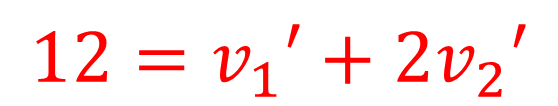 12 = v₁′ + 2v₂′